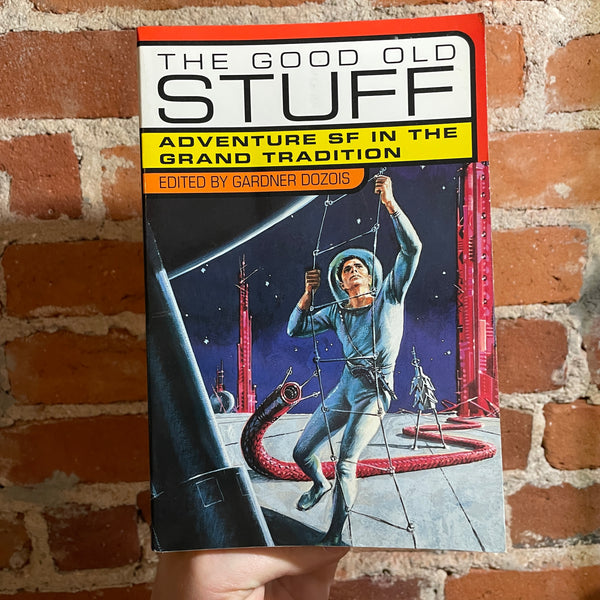 THE GOOD OLD
STUFF
ADVENTURE SF IN THE
GRAND TRADITION
EDITED BY GARDNER DOZOIS